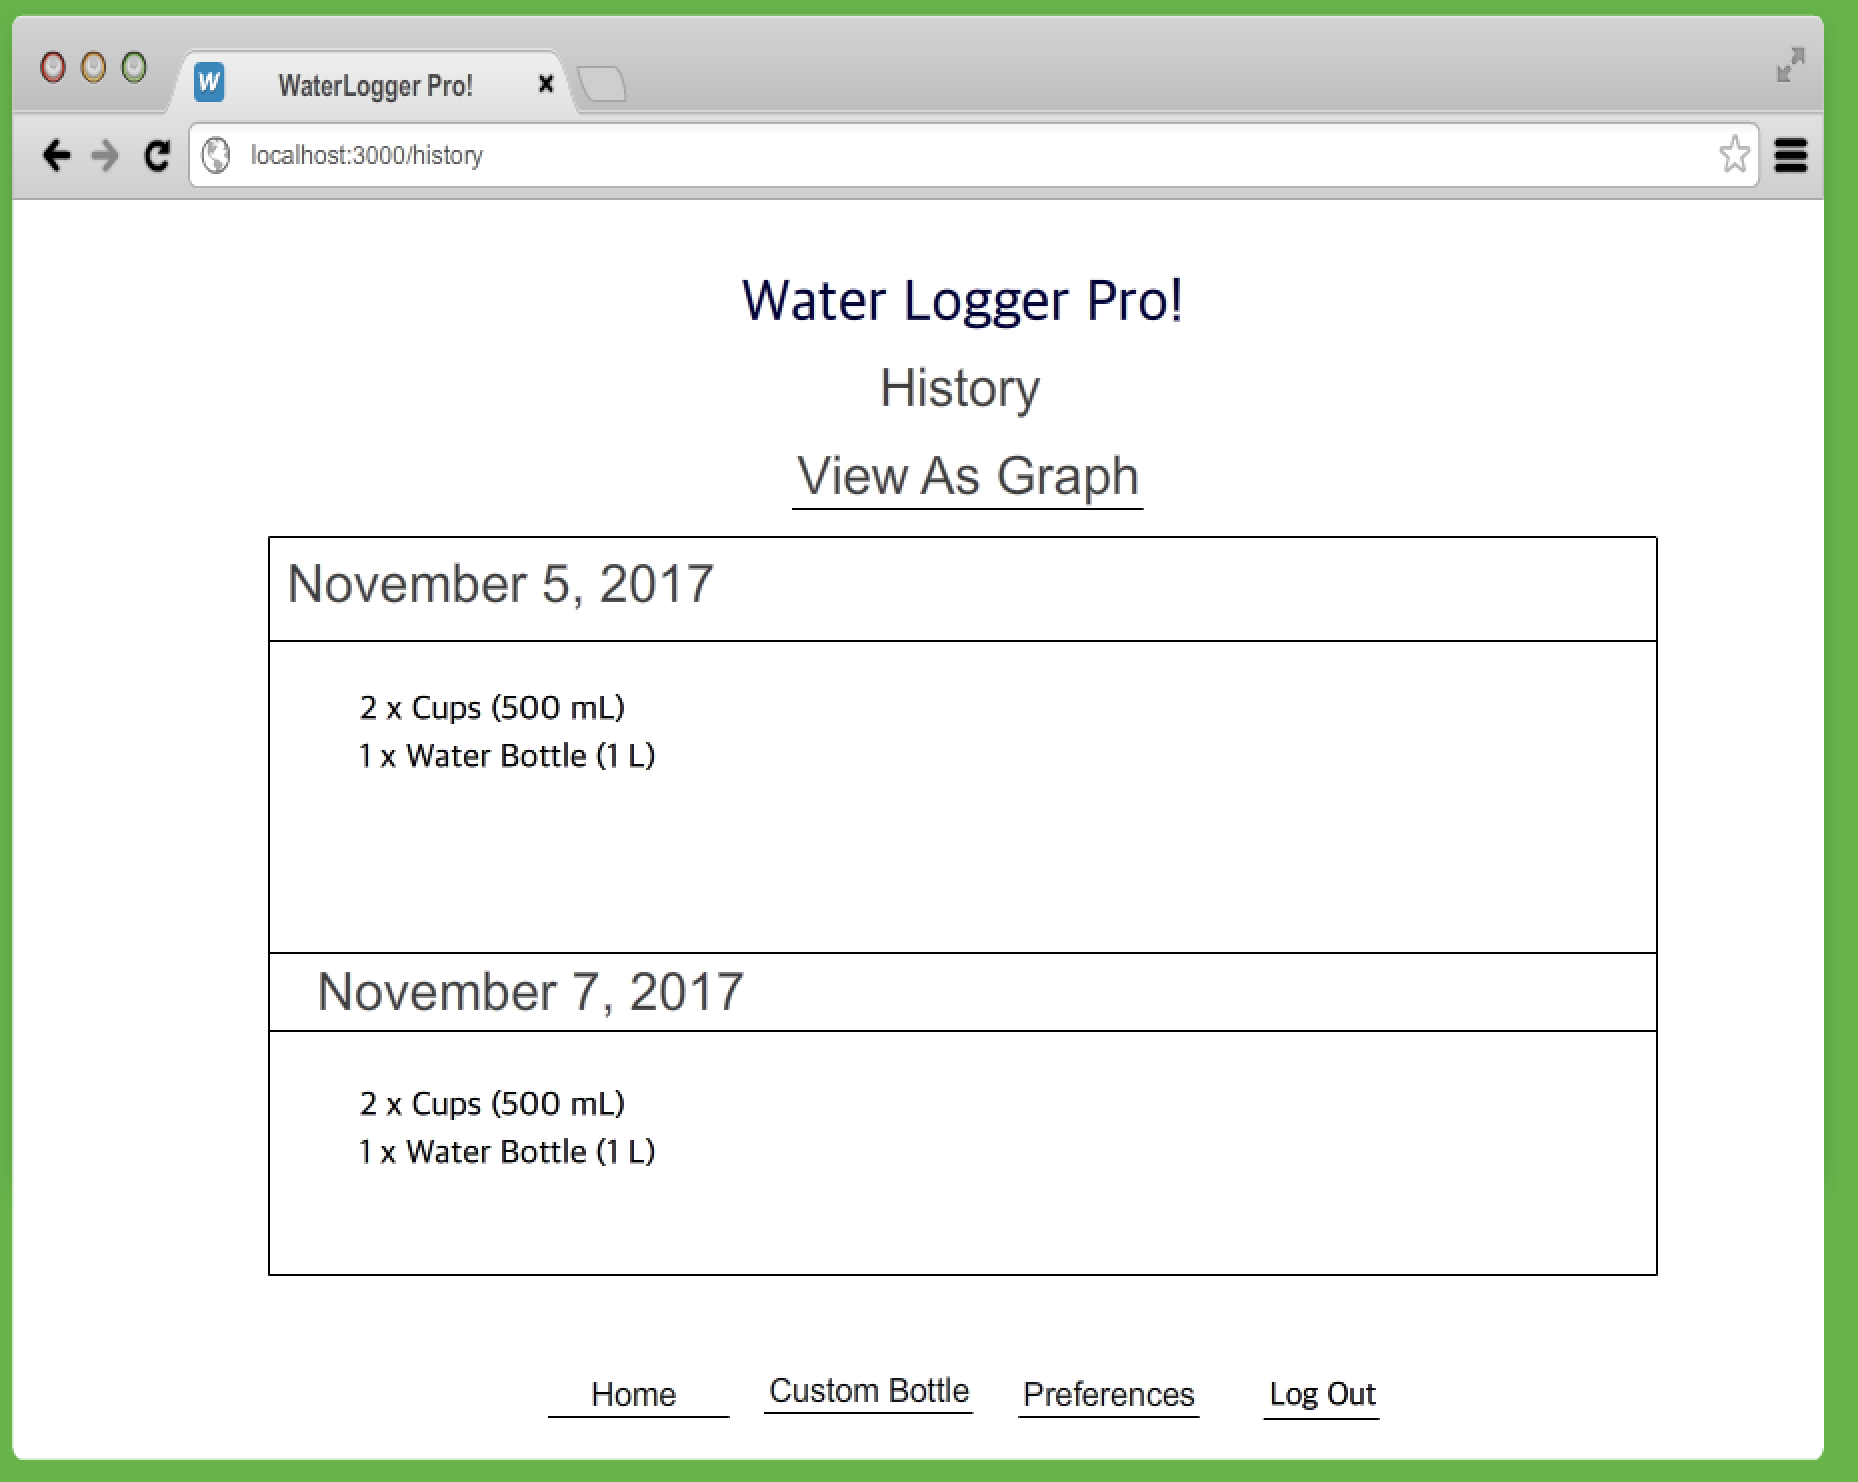 W WaterLogger Pro! x
localhost:3000/history
Water Logger Pro!
History
View As Graph
November 5, 2017
2 x Cups (500 mL)
1 x Water Bottle (1 L)
November 7, 2017
2 x Cups (500 mL)
1 x Water Bottle (1 L)
Home Custom Bottle Preferences Log Out